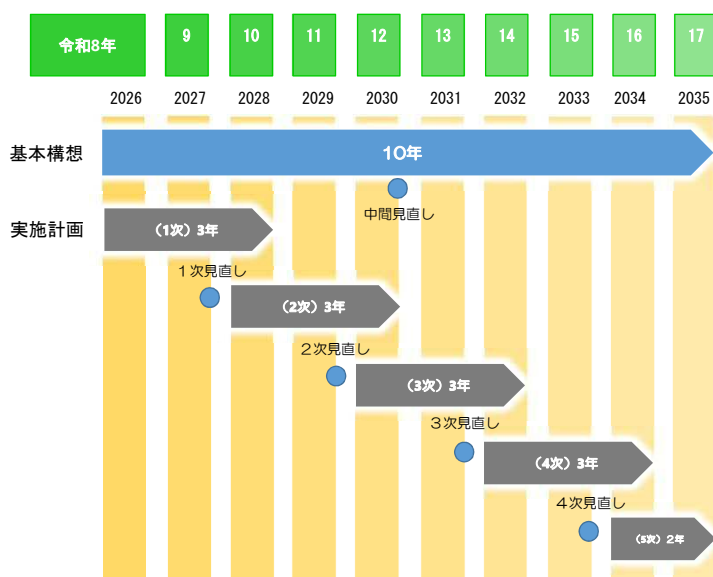 令和8年 9 10 11 12 13 14 15 16 17
2026 2027 2028 2029 2030 2031 2032 2033 2034 2035
基本構想 10年
中間見直し
実施計画 (1次) 3年
1次見直し
(2次) 3年
2次見直し
(3次) 3年
3次見直し
(4次) 3年
4次見直し
(5次) 2年